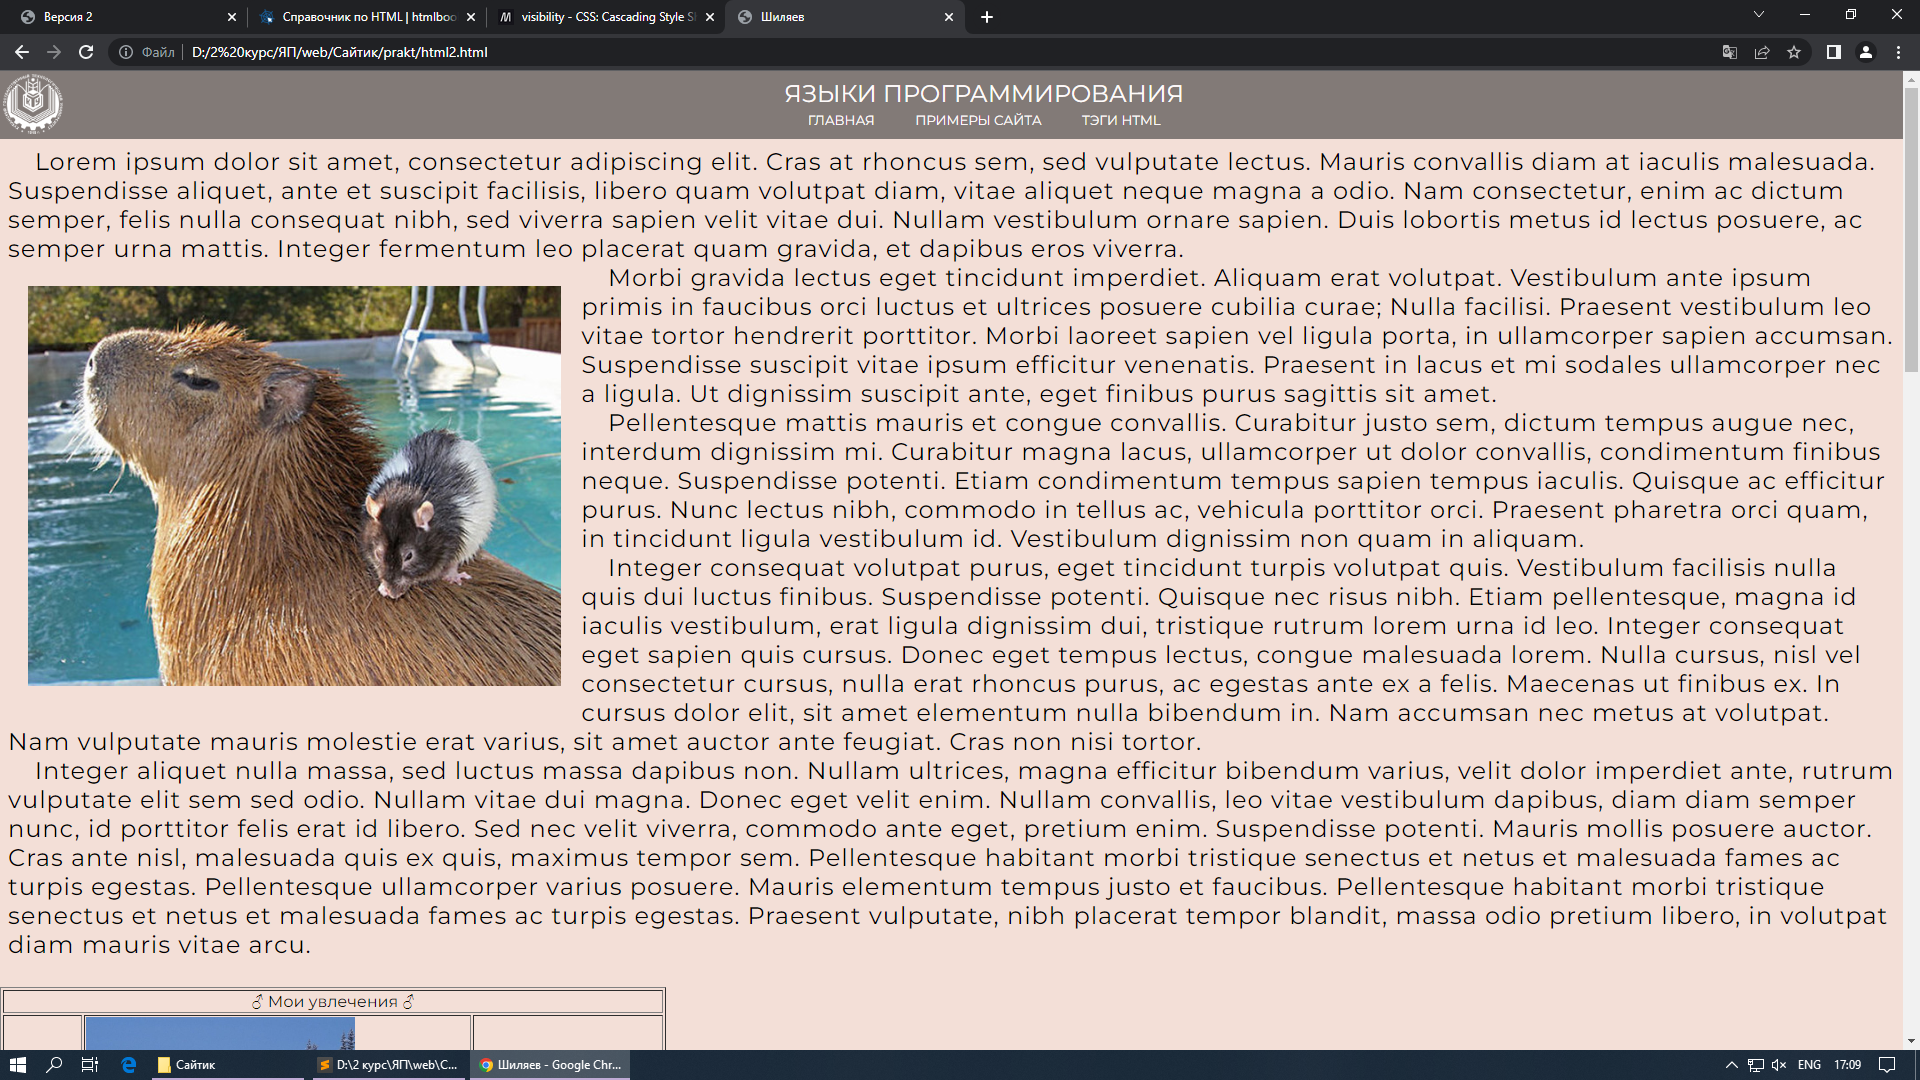 Версия 2
Справочник по HTML | htmlboo
visibility - CSS: Cascading Style S
Шиляев
Файл
D:/2%20курс/ЯП/web/Сайтик/prakt/html2.html
ЯЗЫКИ ПРОГРАММИРОВАНИЯ
ГЛАВНАЯ ПРИМЕРЫ САЙТА ТЭГИ HTML
Lorem ipsum dolor sit amet, consectetur adipiscing elit. Cras at rhoncus sem, sed vulputate lectus. Mauris convallis diam at iaculis malesuada.
Suspendisse aliquet, ante et suscipit facilisis, libero quam volutpat diam, vitae aliquet neque magna a odio. Nam consectetur, enim ac dictum
semper, felis nulla consequat nibh, sed viverra sapien velit vitae dui. Nullam vestibulum ornare sapien. Duis lobortis metus id lectus posuere, ac
semper urna mattis. Integer fermentum leo placerat quam gravida, et dapibus eros viverra.
Morbi gravida lectus eget tincidunt imperdiet. Aliquam erat volutpat. Vestibulum ante ipsum
primis in faucibus orci luctus et ultrices posuere cubilia curae; Nulla facilisi. Praesent vestibulum leo
vitae tortor hendrerit porttitor. Morbi laoreet sapien vel ligula porta, in ullamcorper sapien accumsan.
Suspendisse suscipit vitae ipsum efficitur venenatis. Praesent in lacus et mi sodales ullamcorper nec
a ligula. Ut dignissim suscipit ante, eget finibus purus sagittis sit amet.
Pellentesque mattis mauris et congue convallis. Curabitur justo sem, dictum tempus augue nec,
interdum dignissim mi. Curabitur magna lacus, ullamcorper ut dolor convallis, condimentum finibus
neque. Suspendisse potenti. Etiam condimentum tempus sapien tempus iaculis. Quisque ac efficitur
purus. Nunc lectus nibh, commodo in tellus ac, vehicula porttitor orci. Praesent pharetra orci quam,
in tincidunt ligula vestibulum id. Vestibulum dignissim non quam in aliquam.
Integer consequat volutpat purus, eget tincidunt turpis volutpat quis. Vestibulum facilisis nulla
quis dui luctus finibus. Suspendisse potenti. Quisque nec risus nibh. Etiam pellentesque, magna id
iaculis vestibulum, erat ligula dignissim dui, tristique rutrum lorem urna id leo. Integer consequat
eget sapien quis cursus. Donec eget tempus lectus, congue malesuada lorem. Nulla cursus, nisl vel
consectetur cursus, nulla erat rhoncus purus, ac egestas ante ex a felis. Maecenas ut finibus ex. In
cursus dolor elit, sit amet elementum nulla bibendum in. Nam accumsan nec metus at volutpat.
Nam vulputate mauris molestie erat varius, sit amet auctor ante feugiat. Cras non nisi tortor.
Integer aliquet nulla massa, sed luctus massa dapibus non. Nullam ultrices, magna efficitur bibendum varius, velit dolor imperdiet ante, rutrum
vulputate elit sem sed odio. Nullam vitae dui magna. Donec eget velit enim. Nullam convallis, leo vitae vestibulum dapibus, diam diam semper
nunc, id porttitor felis erat id libero. Sed nec velit viverra, commodo ante eget, pretium enim. Suspendisse potenti. Mauris mollis posuere auctor.
Cras ante nisl, malesuada quis ex quis, maximus tempor sem. Pellentesque habitant morbi tristique senectus et netus et malesuada fames ac
turpis egestas. Pellentesque ullamcorper varius posuere. Mauris elementum tempus justo et faucibus. Pellentesque habitant morbi tristique
senectus et netus et malesuada fames ac turpis egestas. Praesent vulputate, nibh placerat tempor blandit, massa odio pretium libero, in volutpat
diam mauris vitae arcu.
♂ Мои увлечения ♂
Сайтик
D:\2 курс\ЯП\web\С...
Шиляев - Google Chr...
ENG
17:09